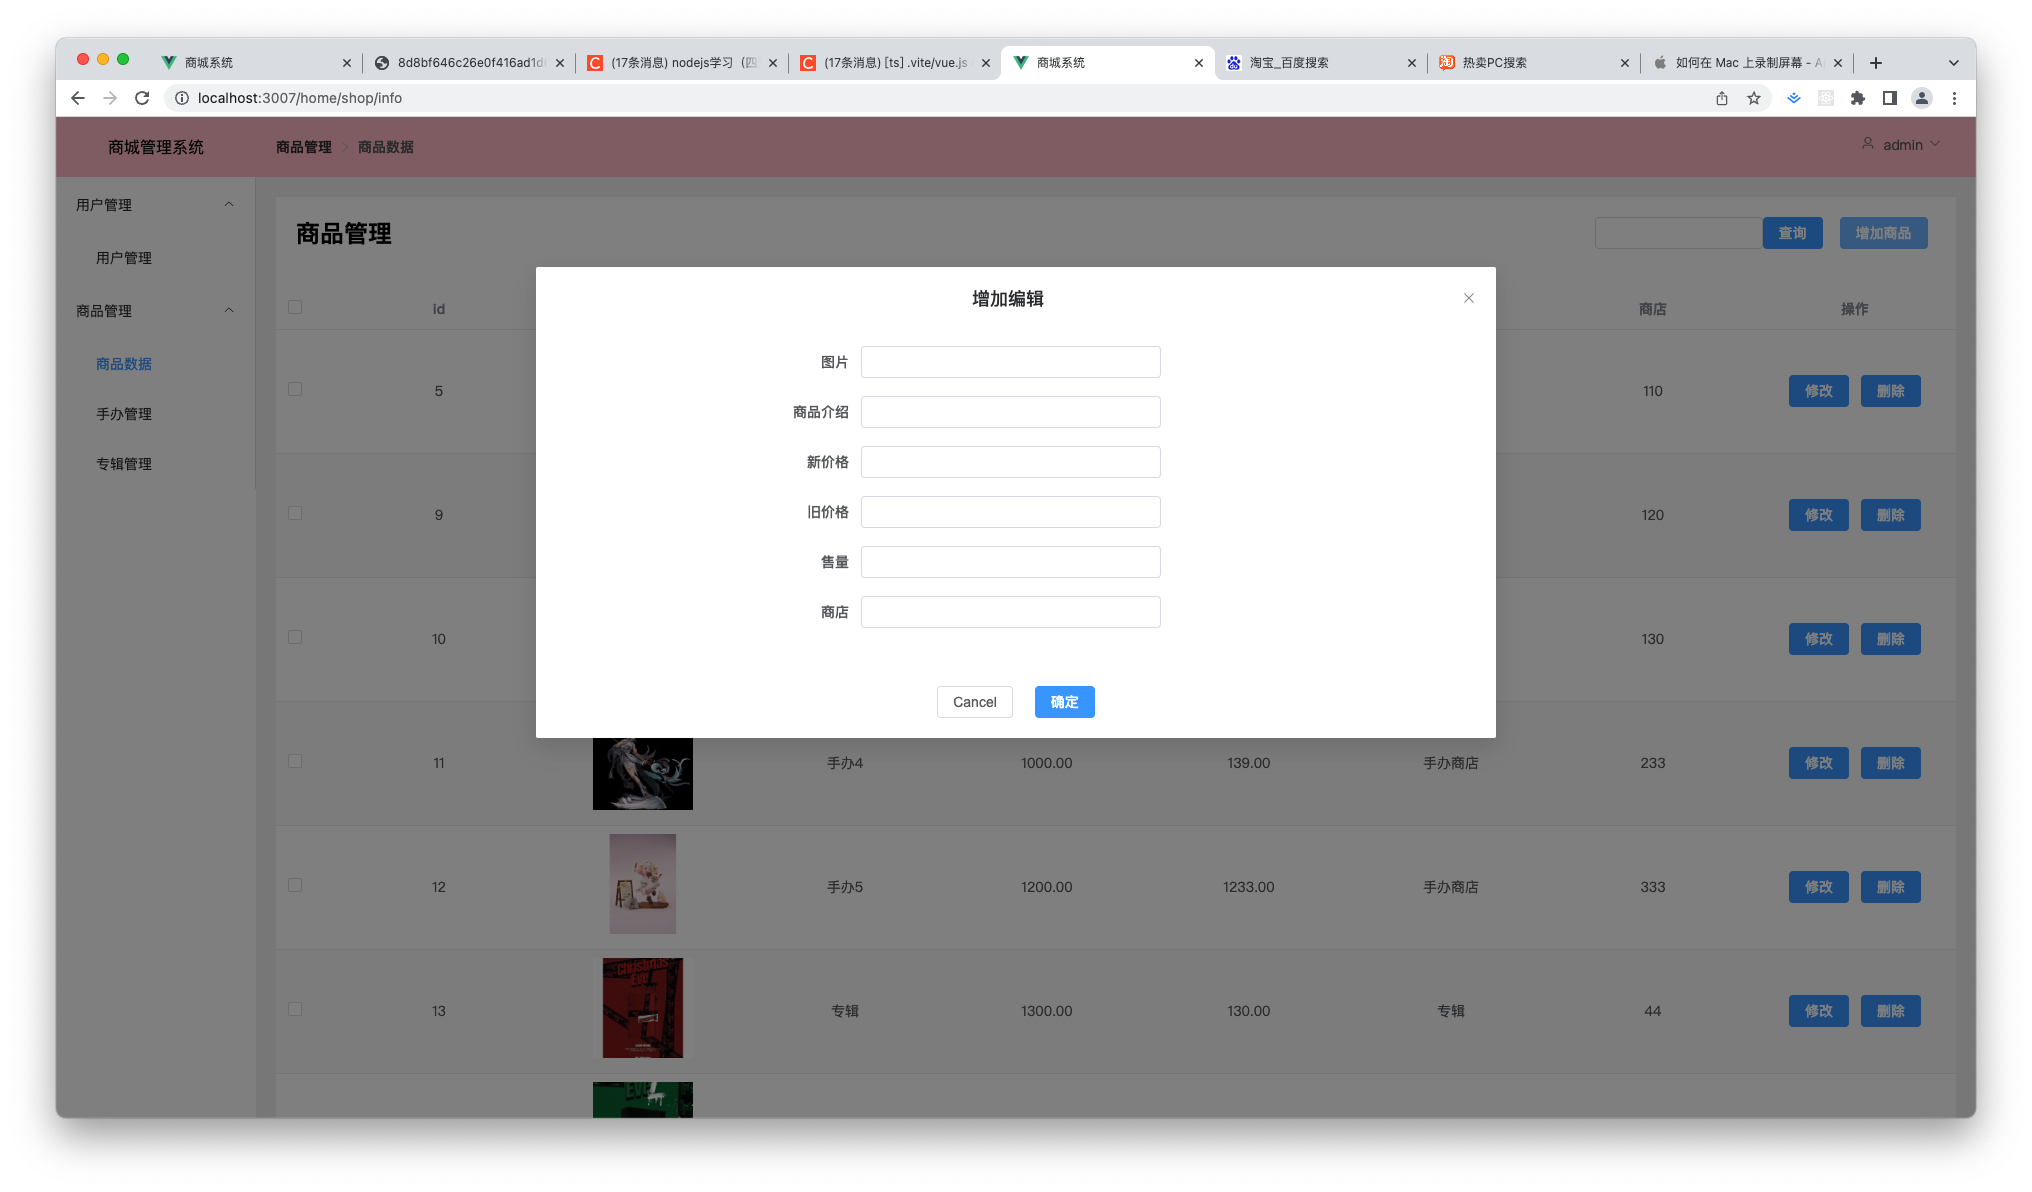 商城系统
8d8bf646c26e0f416ad1d
(17条消息) nodejs学习（四
(17条消息) [ts] .vite/vue.js
商城系统
淘宝_百度搜索
热卖PC搜索
如何在 Mac 上录制屏幕 - A
localhost:3007/home/shop/info
商城管理系统
商品管理 > 商品数据
admin
用户管理
用户管理
商品管理
商品数据
手办管理
专辑管理
商品管理
查询
增加商品
Id
商店
操作
5
110
修改
删除
9
120
修改
删除
10
130
修改
删除
11
手办4
1000.00
139.00
手办商店
233
修改
删除
12
手办5
1200.00
1233.00
手办商店
333
修改
删除
Christmas
Eve
13
专辑
1300.00
130.00
专辑
44
修改
删除
增加编辑
图片
商品介绍
新价格
旧价格
售量
商店
Cancel
确定